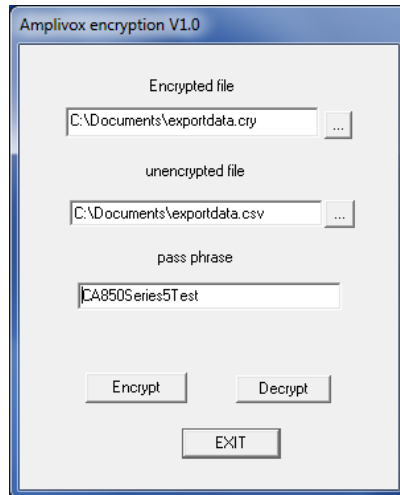 Amplivox encryption V1.0
Encrypted file
C:\Documents\exportdata.cry
...
unencrypted file
C:\Documents\exportdata.csv
...
pass phrase
CA850Series5Test
Encrypt
Decrypt
EXIT